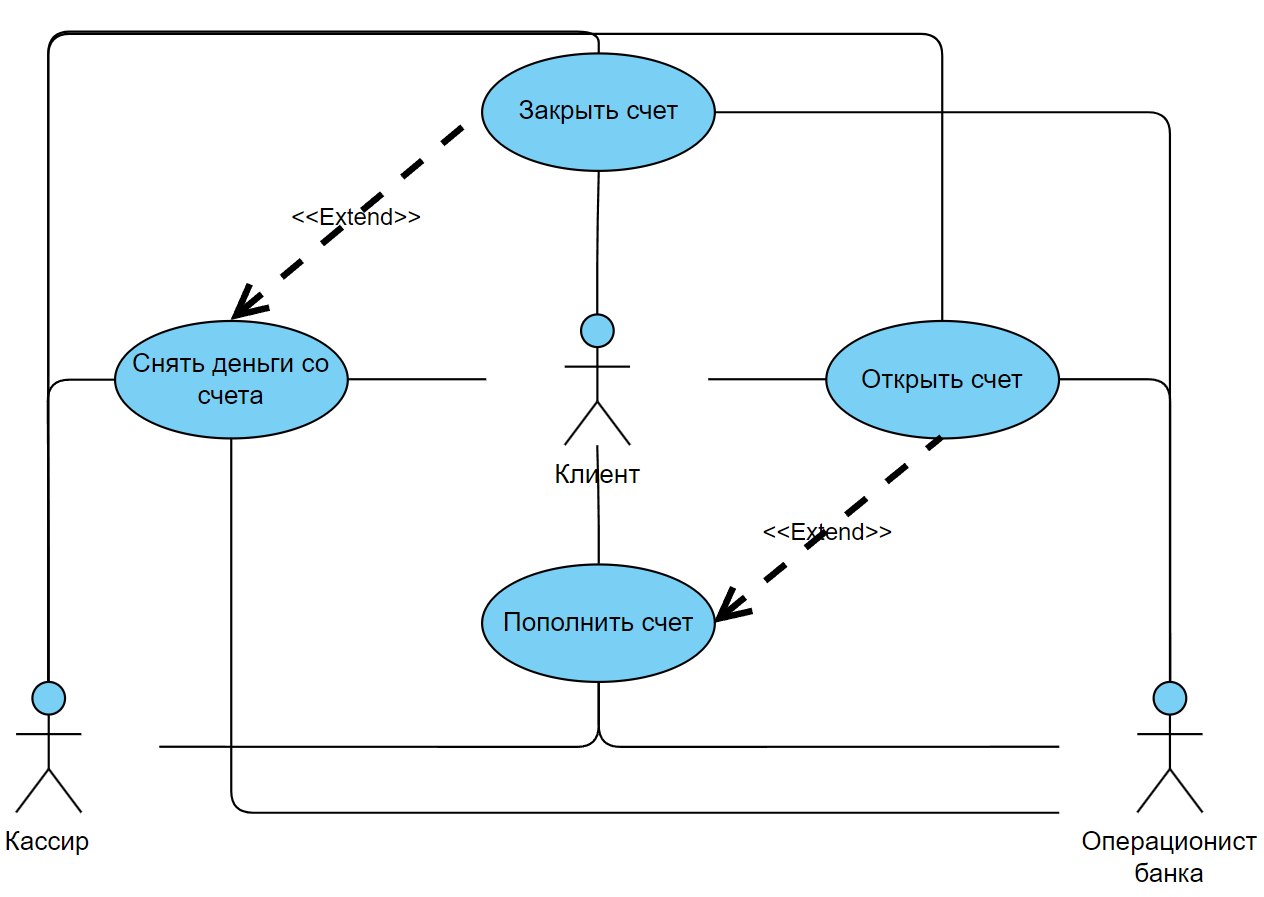 Закрыть счет
<<Extend>>
Снять деньги со
счета
Открыть счет
Клиент
<<Extend>>
Пополнить счет
Кассир
Операционист
банка